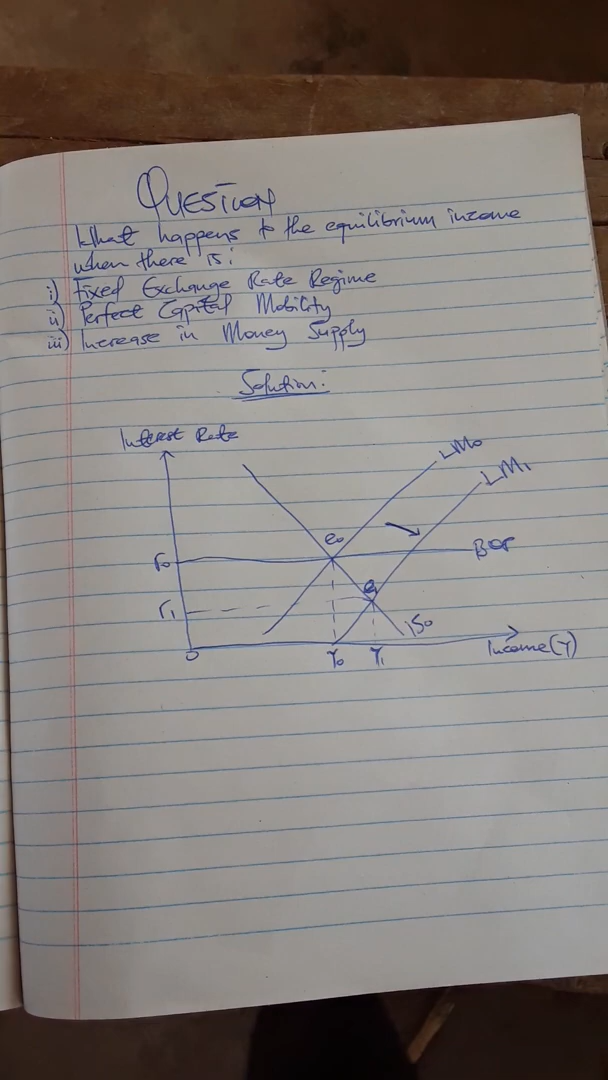 QUESTION
What happens to the equilibrium income
when there is:
i) Fixed Exchange Rate Regime
ii) Perfect Capital Mobility
iii) Increase in Money Supply
Solution:
Interest Rate
LM₀
LM₁
e₀
BOP
r₀
e₁
r₁
IS₀
0
Y₀
Y₁
Income(Y)